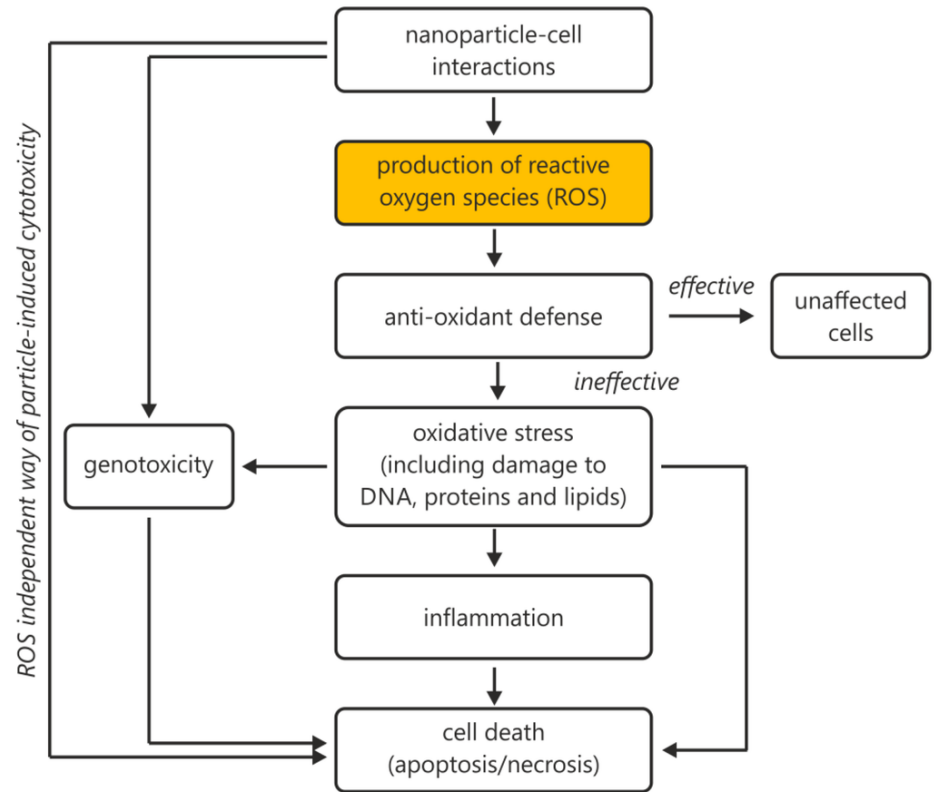 nanoparticle-cell
interactions
production of reactive
oxygen species (ROS)
anti-oxidant defense
effective
unaffected
cells
ineffective
oxidative stress
(including damage to
DNA, proteins and lipids)
genotoxicity
inflammation
cell death
(apoptosis/necrosis)
ROS independent way of particle-induced cytotoxicity